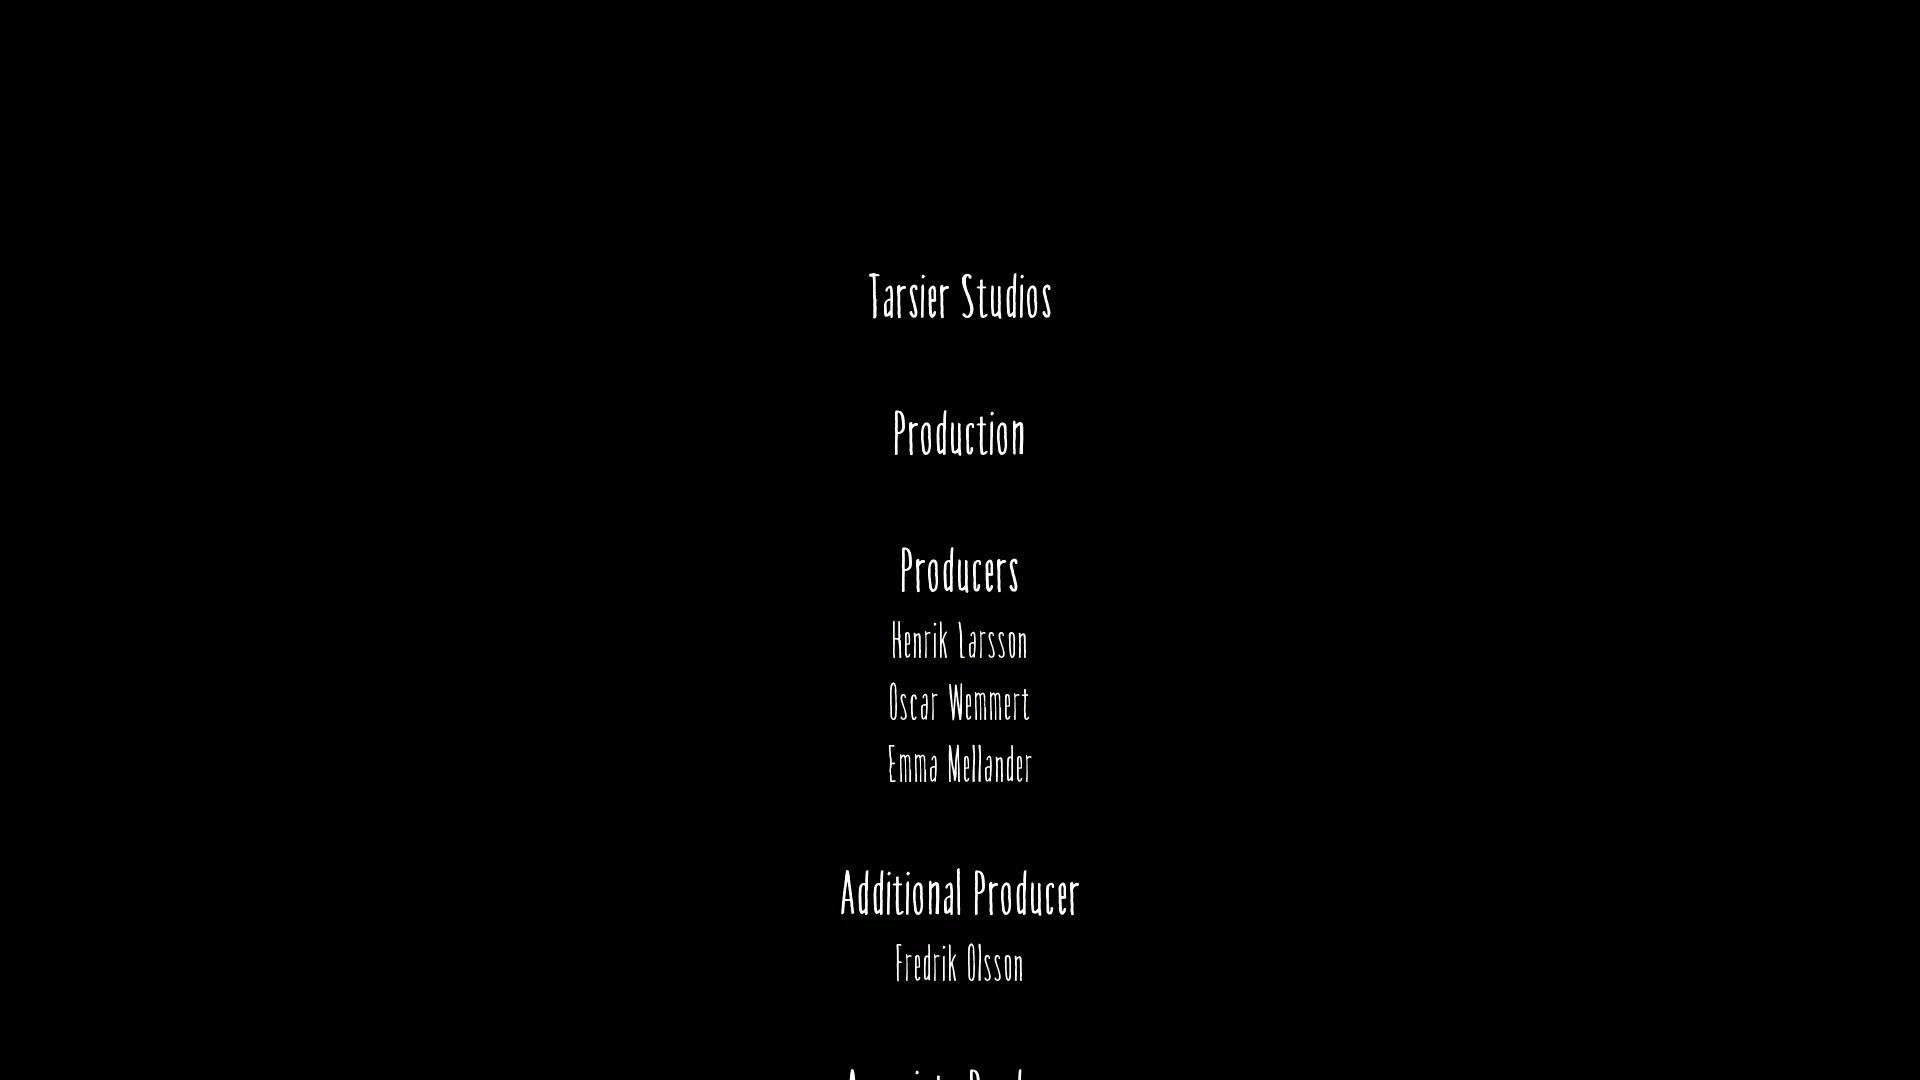 Tarsier Studios
Production
Producers
Henrik Larsson
Oscar Wemmert
Emma Mellander
Additional Producer
Fredrik Olsson